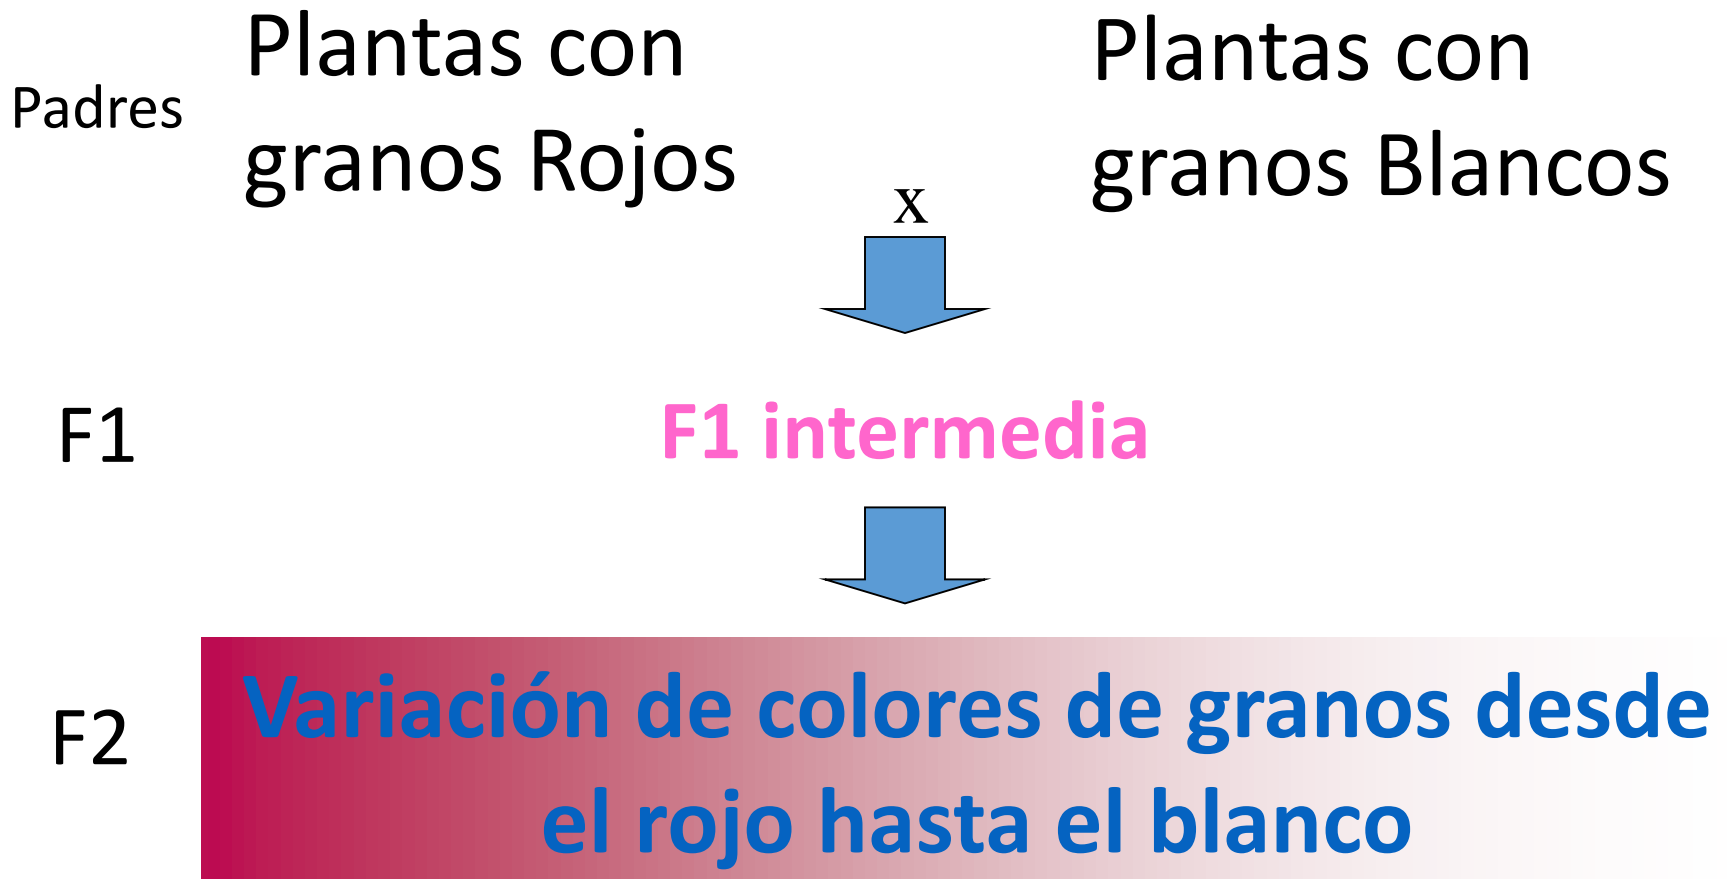 Padres
Plantas con
granos Rojos
x
Plantas con
granos Blancos
F1
F1 intermedia
F2
Variación de colores de granos desde
el rojo hasta el blanco